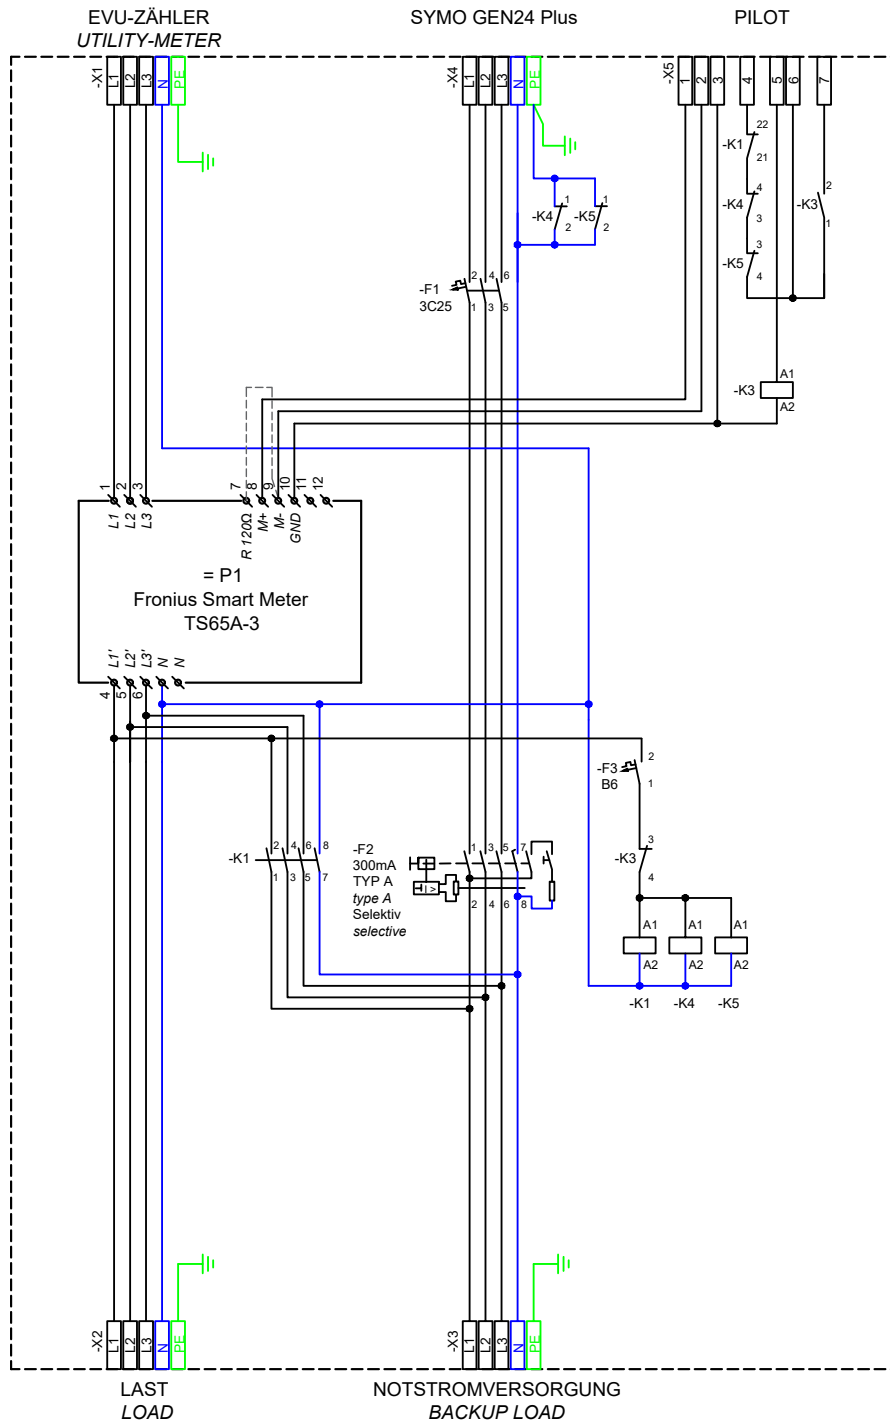 EVU-ZÄHLER
UTILITY-METER
SYMO GEN24 Plus
PILOT
-X1
L1
L2
L3
N
PE
-X4
L1
L2
L3
N
PE
-X5
1
2
3
4
5
6
7
-K1
22
21
-K4
4
3
-K5
3
4
-K3
2
1
-K4
1
2
-K5
1
2
-F1
3C25
2
4
6
1
3
5
-K3
A1
A2
1
2
3
7
8
9
10
11
12
L1
L2
L3
R 120Ω
M+
M-
GND
= P1
Fronius Smart Meter
TS65A-3
L1'
L2'
L3'
N
N
4
5
6
-F3
B6
2
1
-K1
2
4
6
8
1
3
5
7
-F2
300mA
TYP A
type A
Selektiv
selective
I >
1
3
5
7
2
4
6
8
-K3
3
4
A1
A2
A1
A2
A1
A2
-K1
-K4
-K5
-X2
L1
L2
L3
N
PE
-X3
L1
L2
L3
N
PE
LAST
LOAD
NOTSTROMVERSORGUNG
BACKUP LOAD